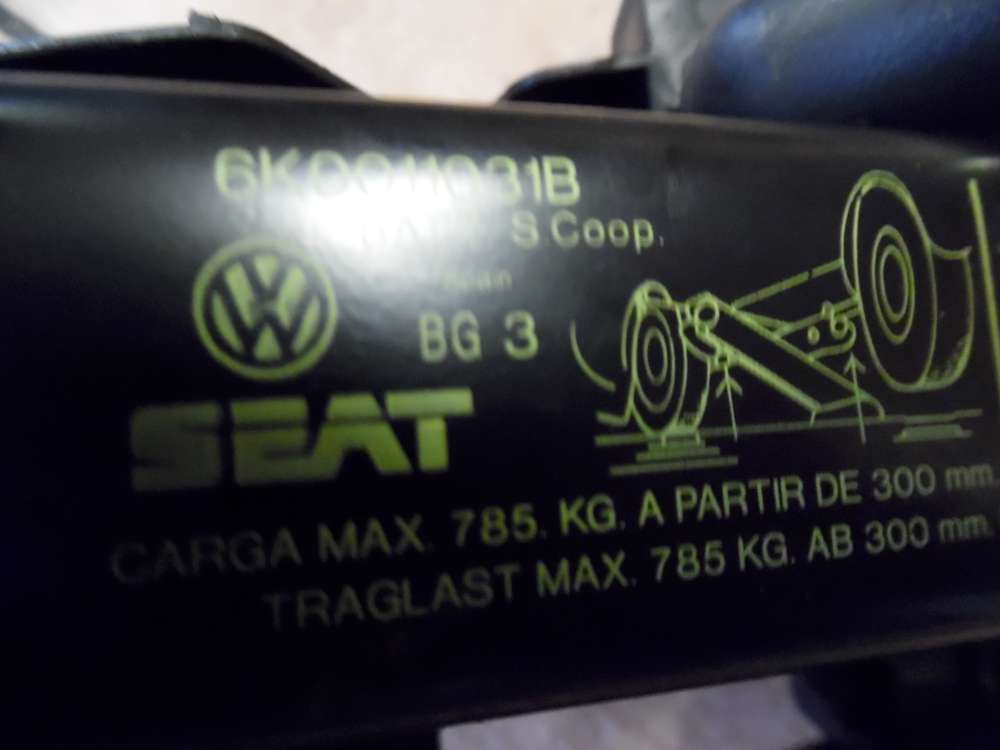 6K0011031B
S.Coop.
BG 3
SEAT
CARGA MAX. 785. KG. A PARTIR DE 300 mm.
TRAGLAST MAX. 785 KG. AB 300 mm.